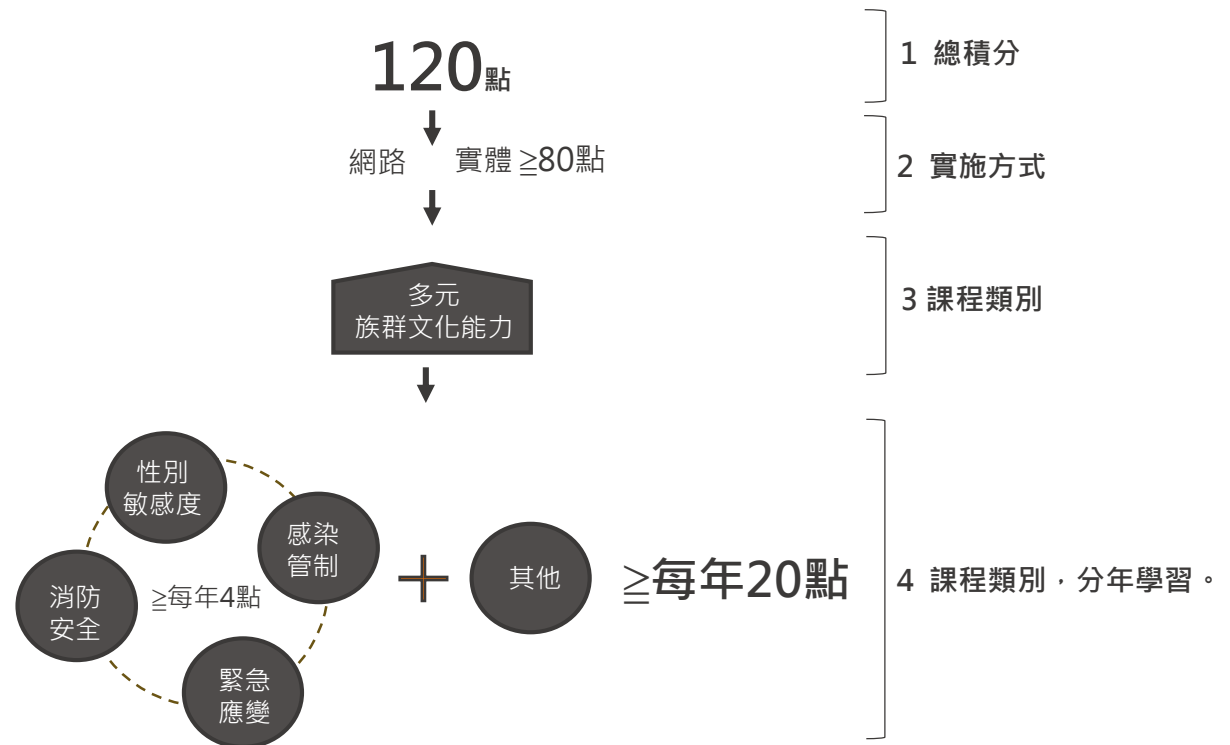 120點
1 總積分
網路 實體≧80點
2 實施方式
多元
族群文化能力
3 課程類別
性別
敏感度
感染
管制
消防
安全
≧每年4點
緊急
應變
其他
≧每年20點
4 課程類別，分年學習。